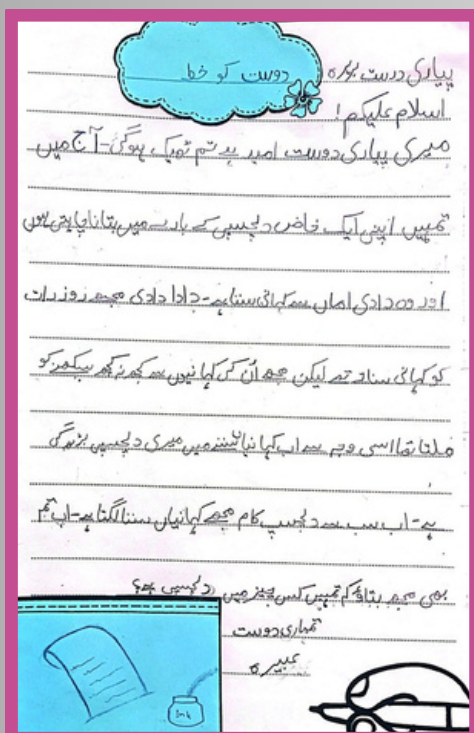 دوست کو خط
پیاری دوست
اسلام علیکم!
میری پیاری دوست امید ہے تم ٹھیک ہوگی۔ آج میں
تمہیں اپنی ایک خاص دلچسپی کے بارے میں بتانا چاہتی ہوں
اور وہ دادی اماں سے کہانی سننا ہے۔ دادا دادی مجھے روز رات
کو کہانی سناتے تھے لیکن مجھے اُن کی کہانیوں سے کچھ نہ کچھ سیکھنے کو
ملتا تھا اسی وجہ سے اب کہانیاں سننے میں میری دلچسپی بڑھ گئی
ہے۔ اب سب سے دلچسپ کام مجھے کہانیاں سننا لگتا ہے۔ اب تم
بھی مجھے بتاؤ کہ تمہیں کس چیز میں دلچسپی ہے؟
تمہاری دوست
عبیرہ
Ink